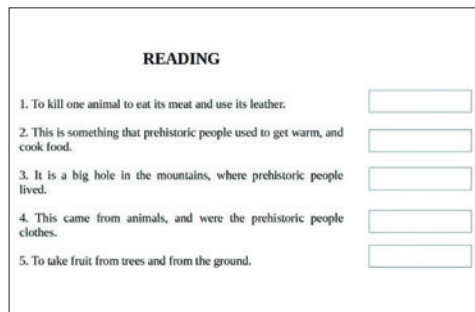 READING
1. To kill one animal to eat its meat and use its leather.
2. This is something that prehistoric people used to get warm, and
cook food.
3. It is a big hole in the mountains, where prehistoric people
lived.
4. This came from animals, and were the prehistoric people
clothes.
5. To take fruit from trees and from the ground.